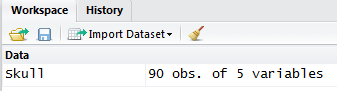 Workspace History
Import Dataset
Data
Skull 90 obs. of 5 variables